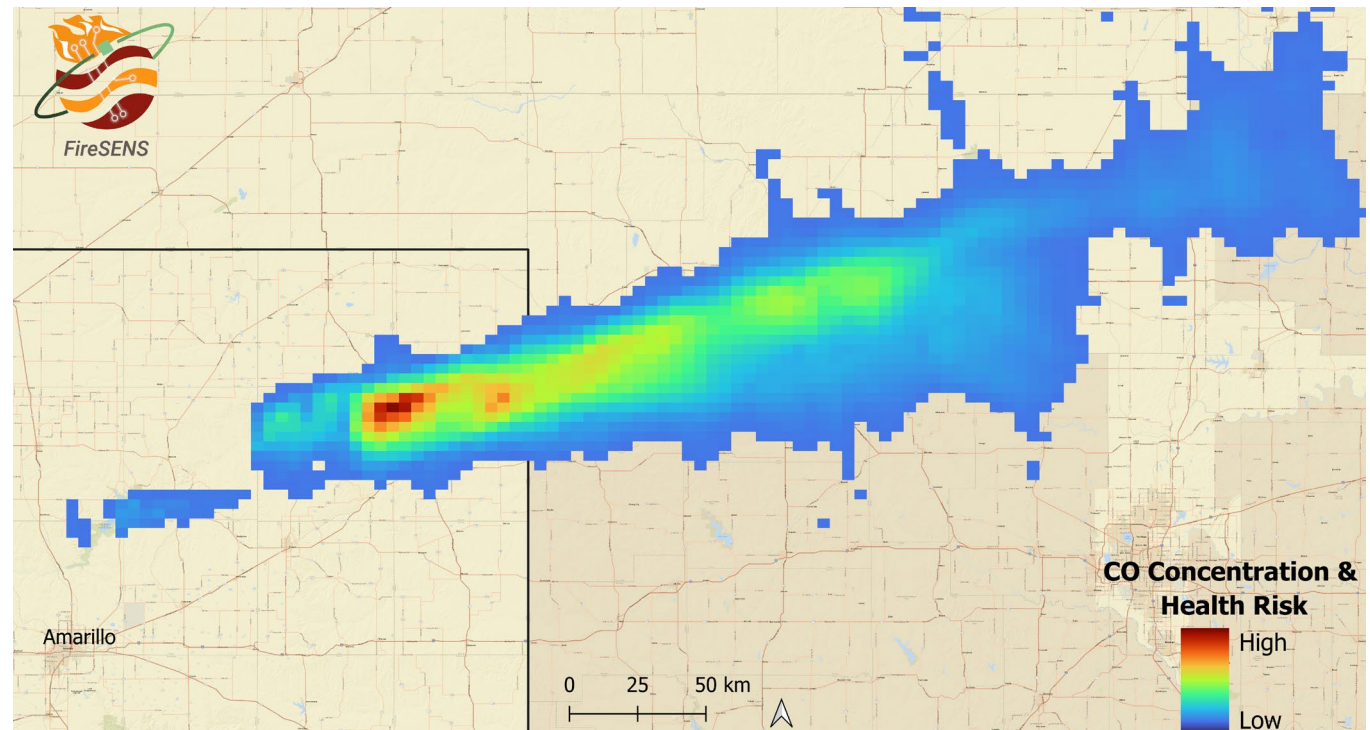 FireSENS
Amarillo
CO Concentration &
Health Risk
High
Low
0 25 50 km